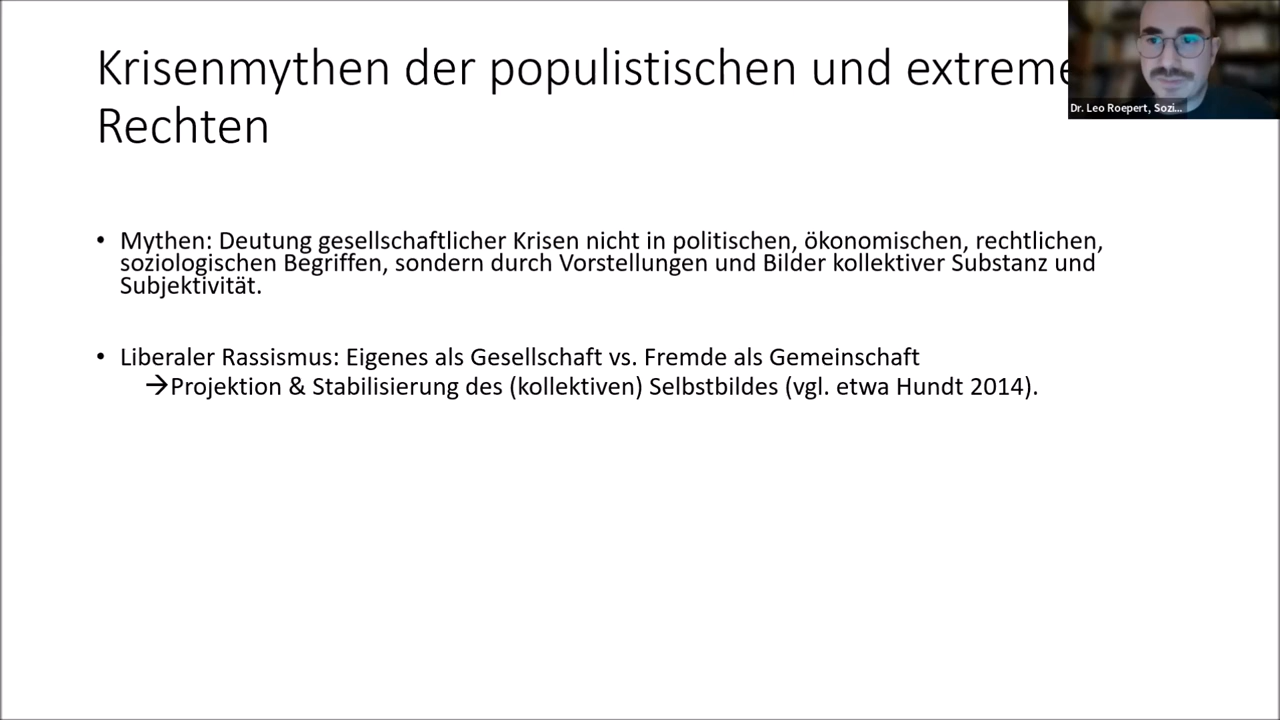 Krisenmythen der populistischen und extreme
Rechten
Dr. Leo Roepert, Sozi...
• Mythen: Deutung gesellschaftlicher Krisen nicht in politischen, ökonomischen, rechtlichen,
soziologischen Begriffen, sondern durch Vorstellungen und Bilder kollektiver Substanz und
Subjektivität.
• Liberaler Rassismus: Eigenes als Gesellschaft vs. Fremde als Gemeinschaft
→Projektion & Stabilisierung des (kollektiven) Selbstbildes (vgl. etwa Hundt 2014).